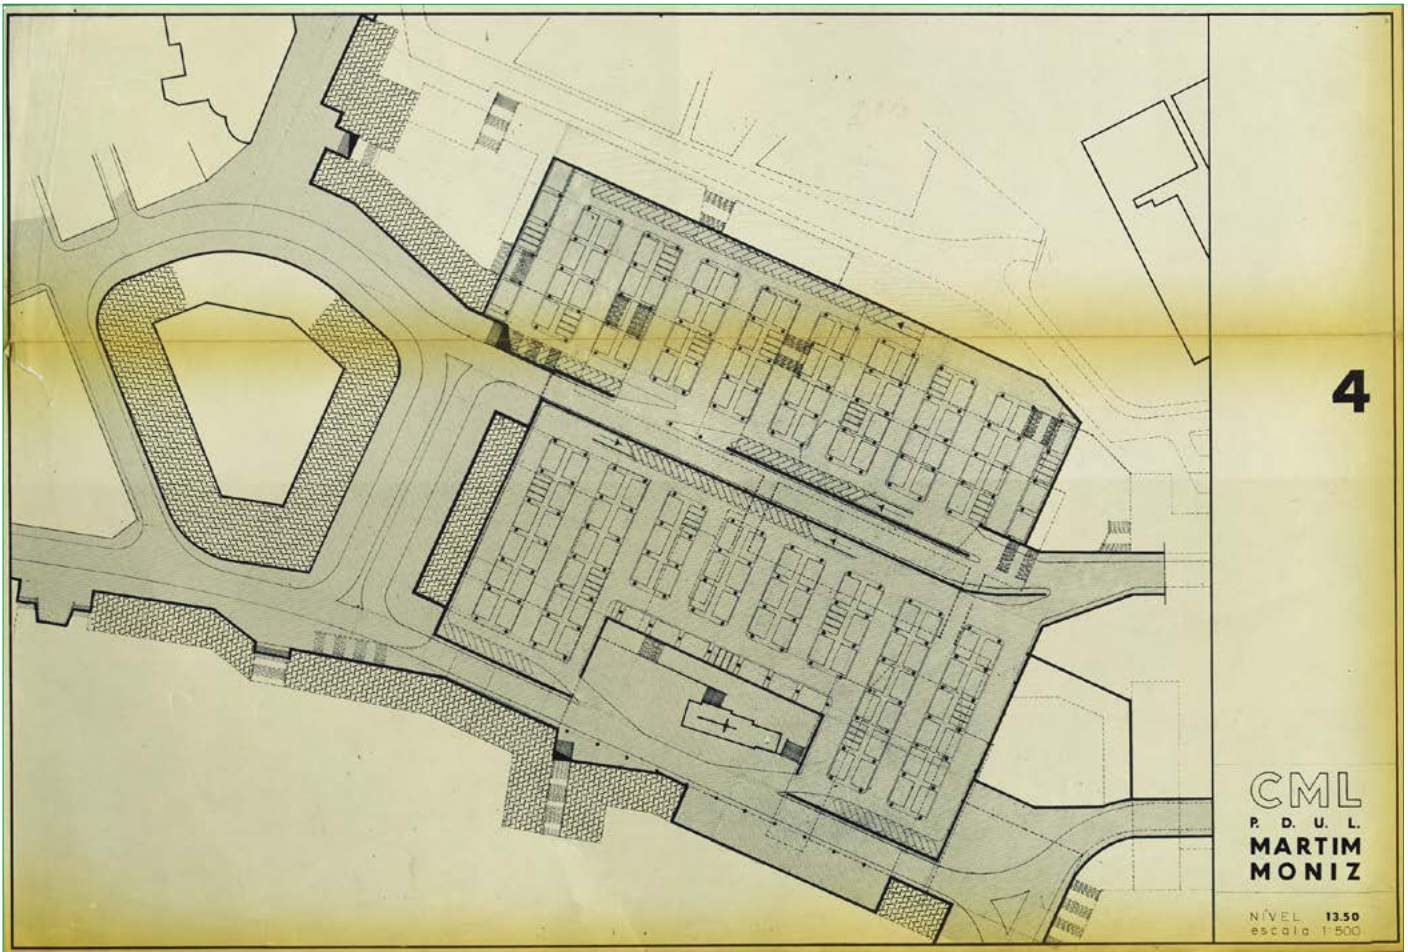 4
CML
P. D. U. L.
MARTIM
MONIZ
NÍVEL 13.50
escala 1:500